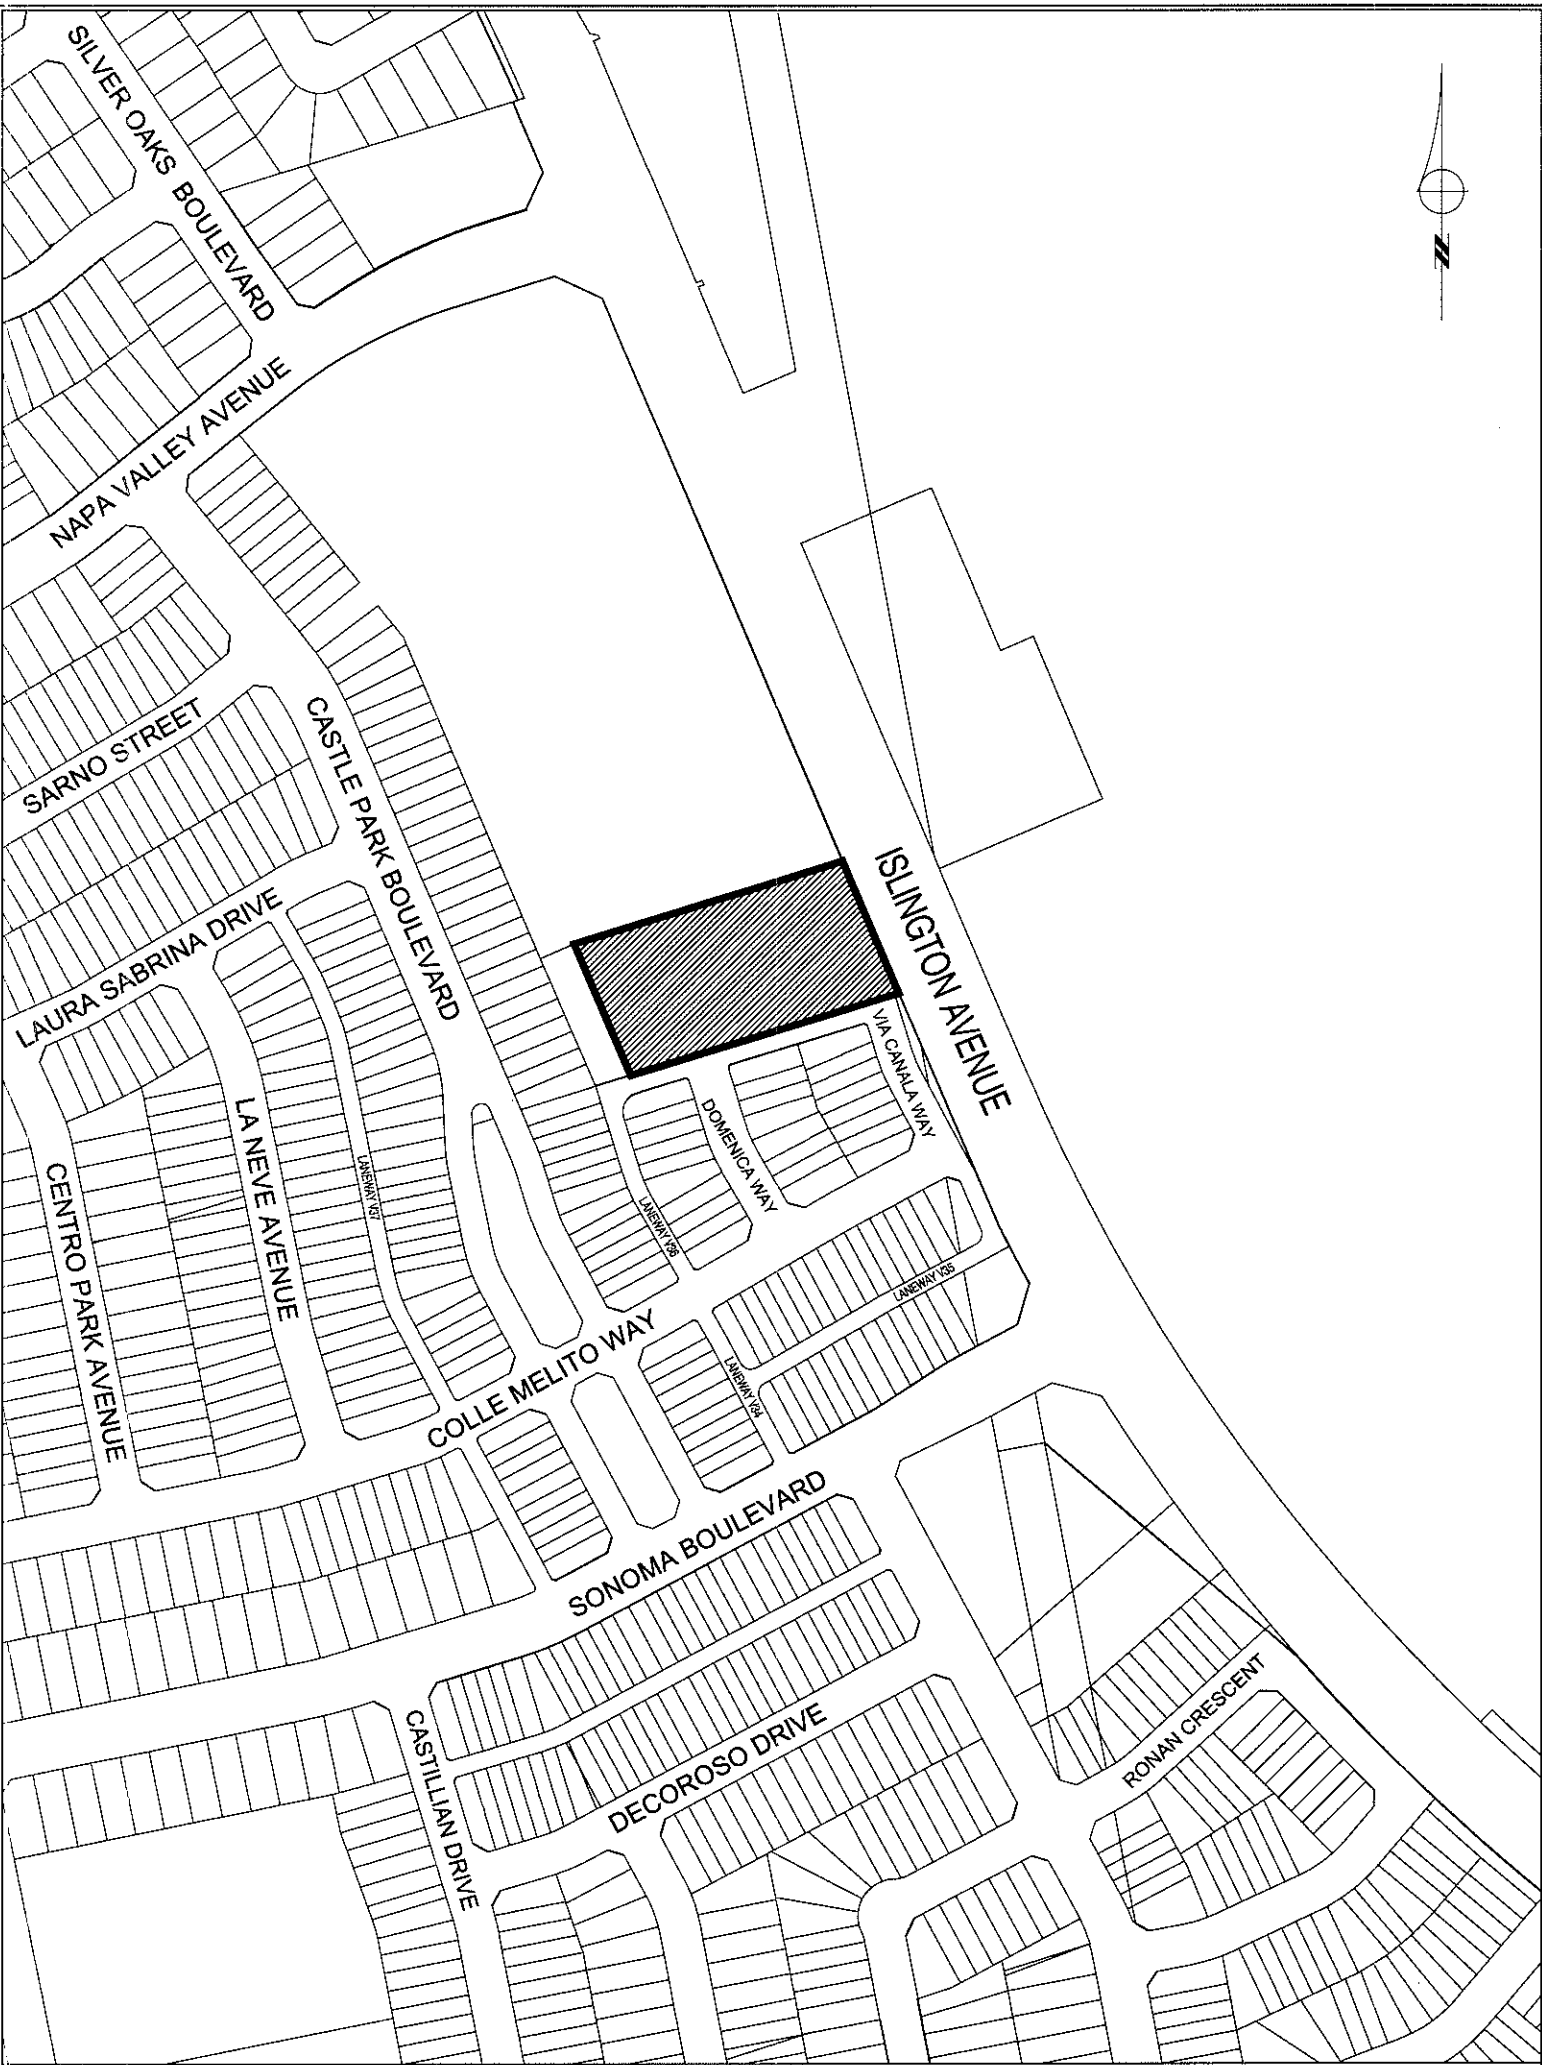 SILVER OAKS BOULEVARD
N
NAPA VALLEY AVENUE
SARNO STREET
CASTLE PARK BOULEVARD
ISLINGTON AVENUE
LAURA SABRINA DRIVE
VIA CANALA WAY
DOMENICA WAY
LA NEVE AVENUE
LANEWAY V37
CENTRO PARK AVENUE
LANEWAY V36
LANEWAY V35
COLLE MELITO WAY
LANEWAY V34
SONOMA BOULEVARD
RONAN CRESCENT
CASTILLIAN DRIVE
DECOROSO DRIVE